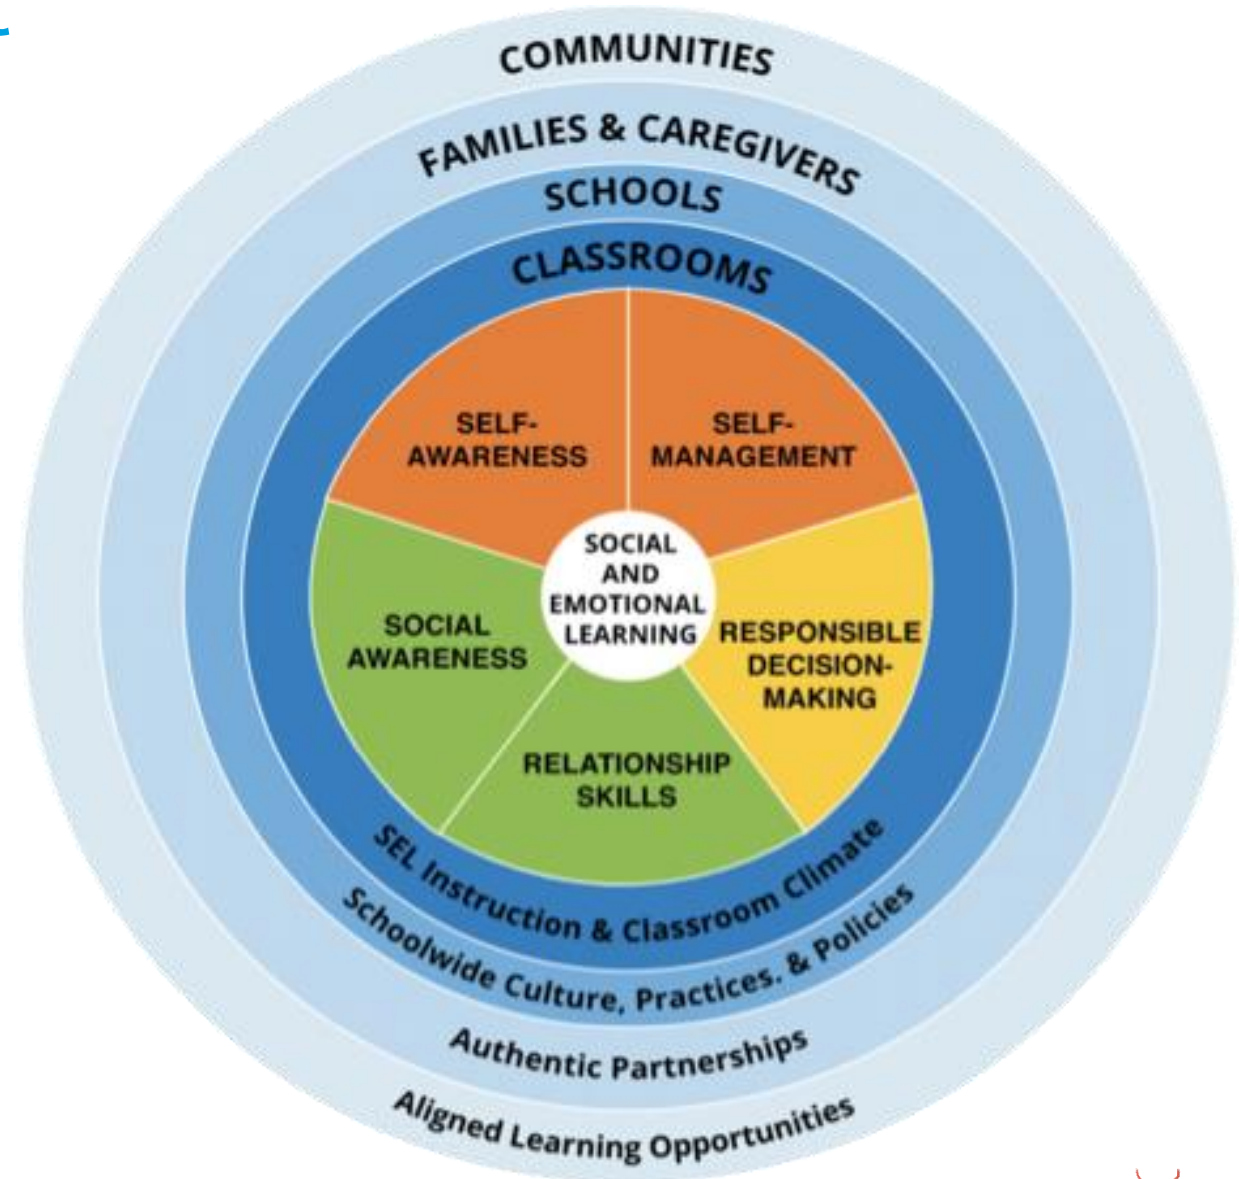 COMMUNITIES
FAMILIES & CAREGIVERS
SCHOOLS
CLASSROOMS
SELF-
AWARENESS
SELF-
MANAGEMENT
SOCIAL
AND
EMOTIONAL
LEARNING
SOCIAL
AWARENESS
RESPONSIBLE
DECISION-
MAKING
RELATIONSHIP
SKILLS
SEL Instruction & Classroom Climate
Schoolwide Culture, Practices. & Policies
Authentic Partnerships
Aligned Learning Opportunities